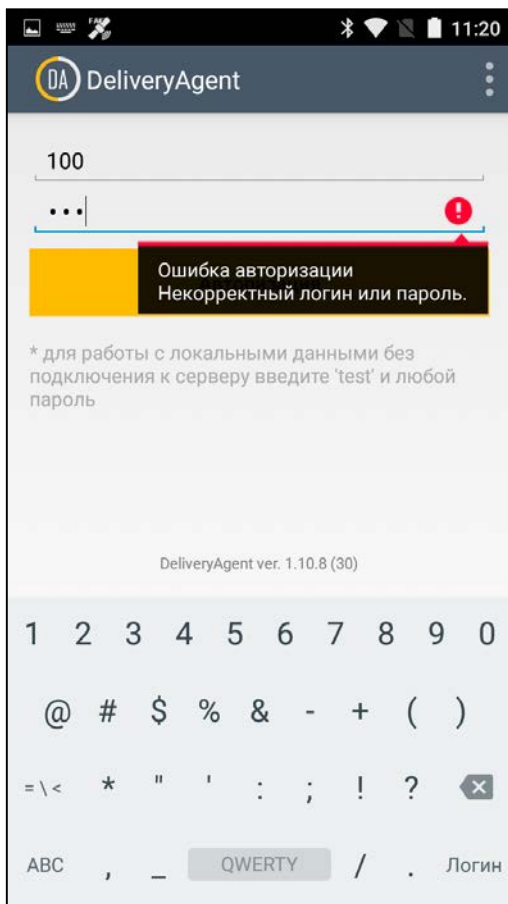 FAKE
11:20
DA DeliveryAgent
100
•••
Ошибка авторизации
Некорректный логин или пароль.
* для работы с локальными данными без
подключения к серверу введите 'test' и любой
пароль
DeliveryAgent ver. 1.10.8 (30)
1 2 3 4 5 6 7 8 9 0
@ # $ % & - + ( )
= \ < * " ' : ; ! ?
ABC , _ QWERTY / . Логин